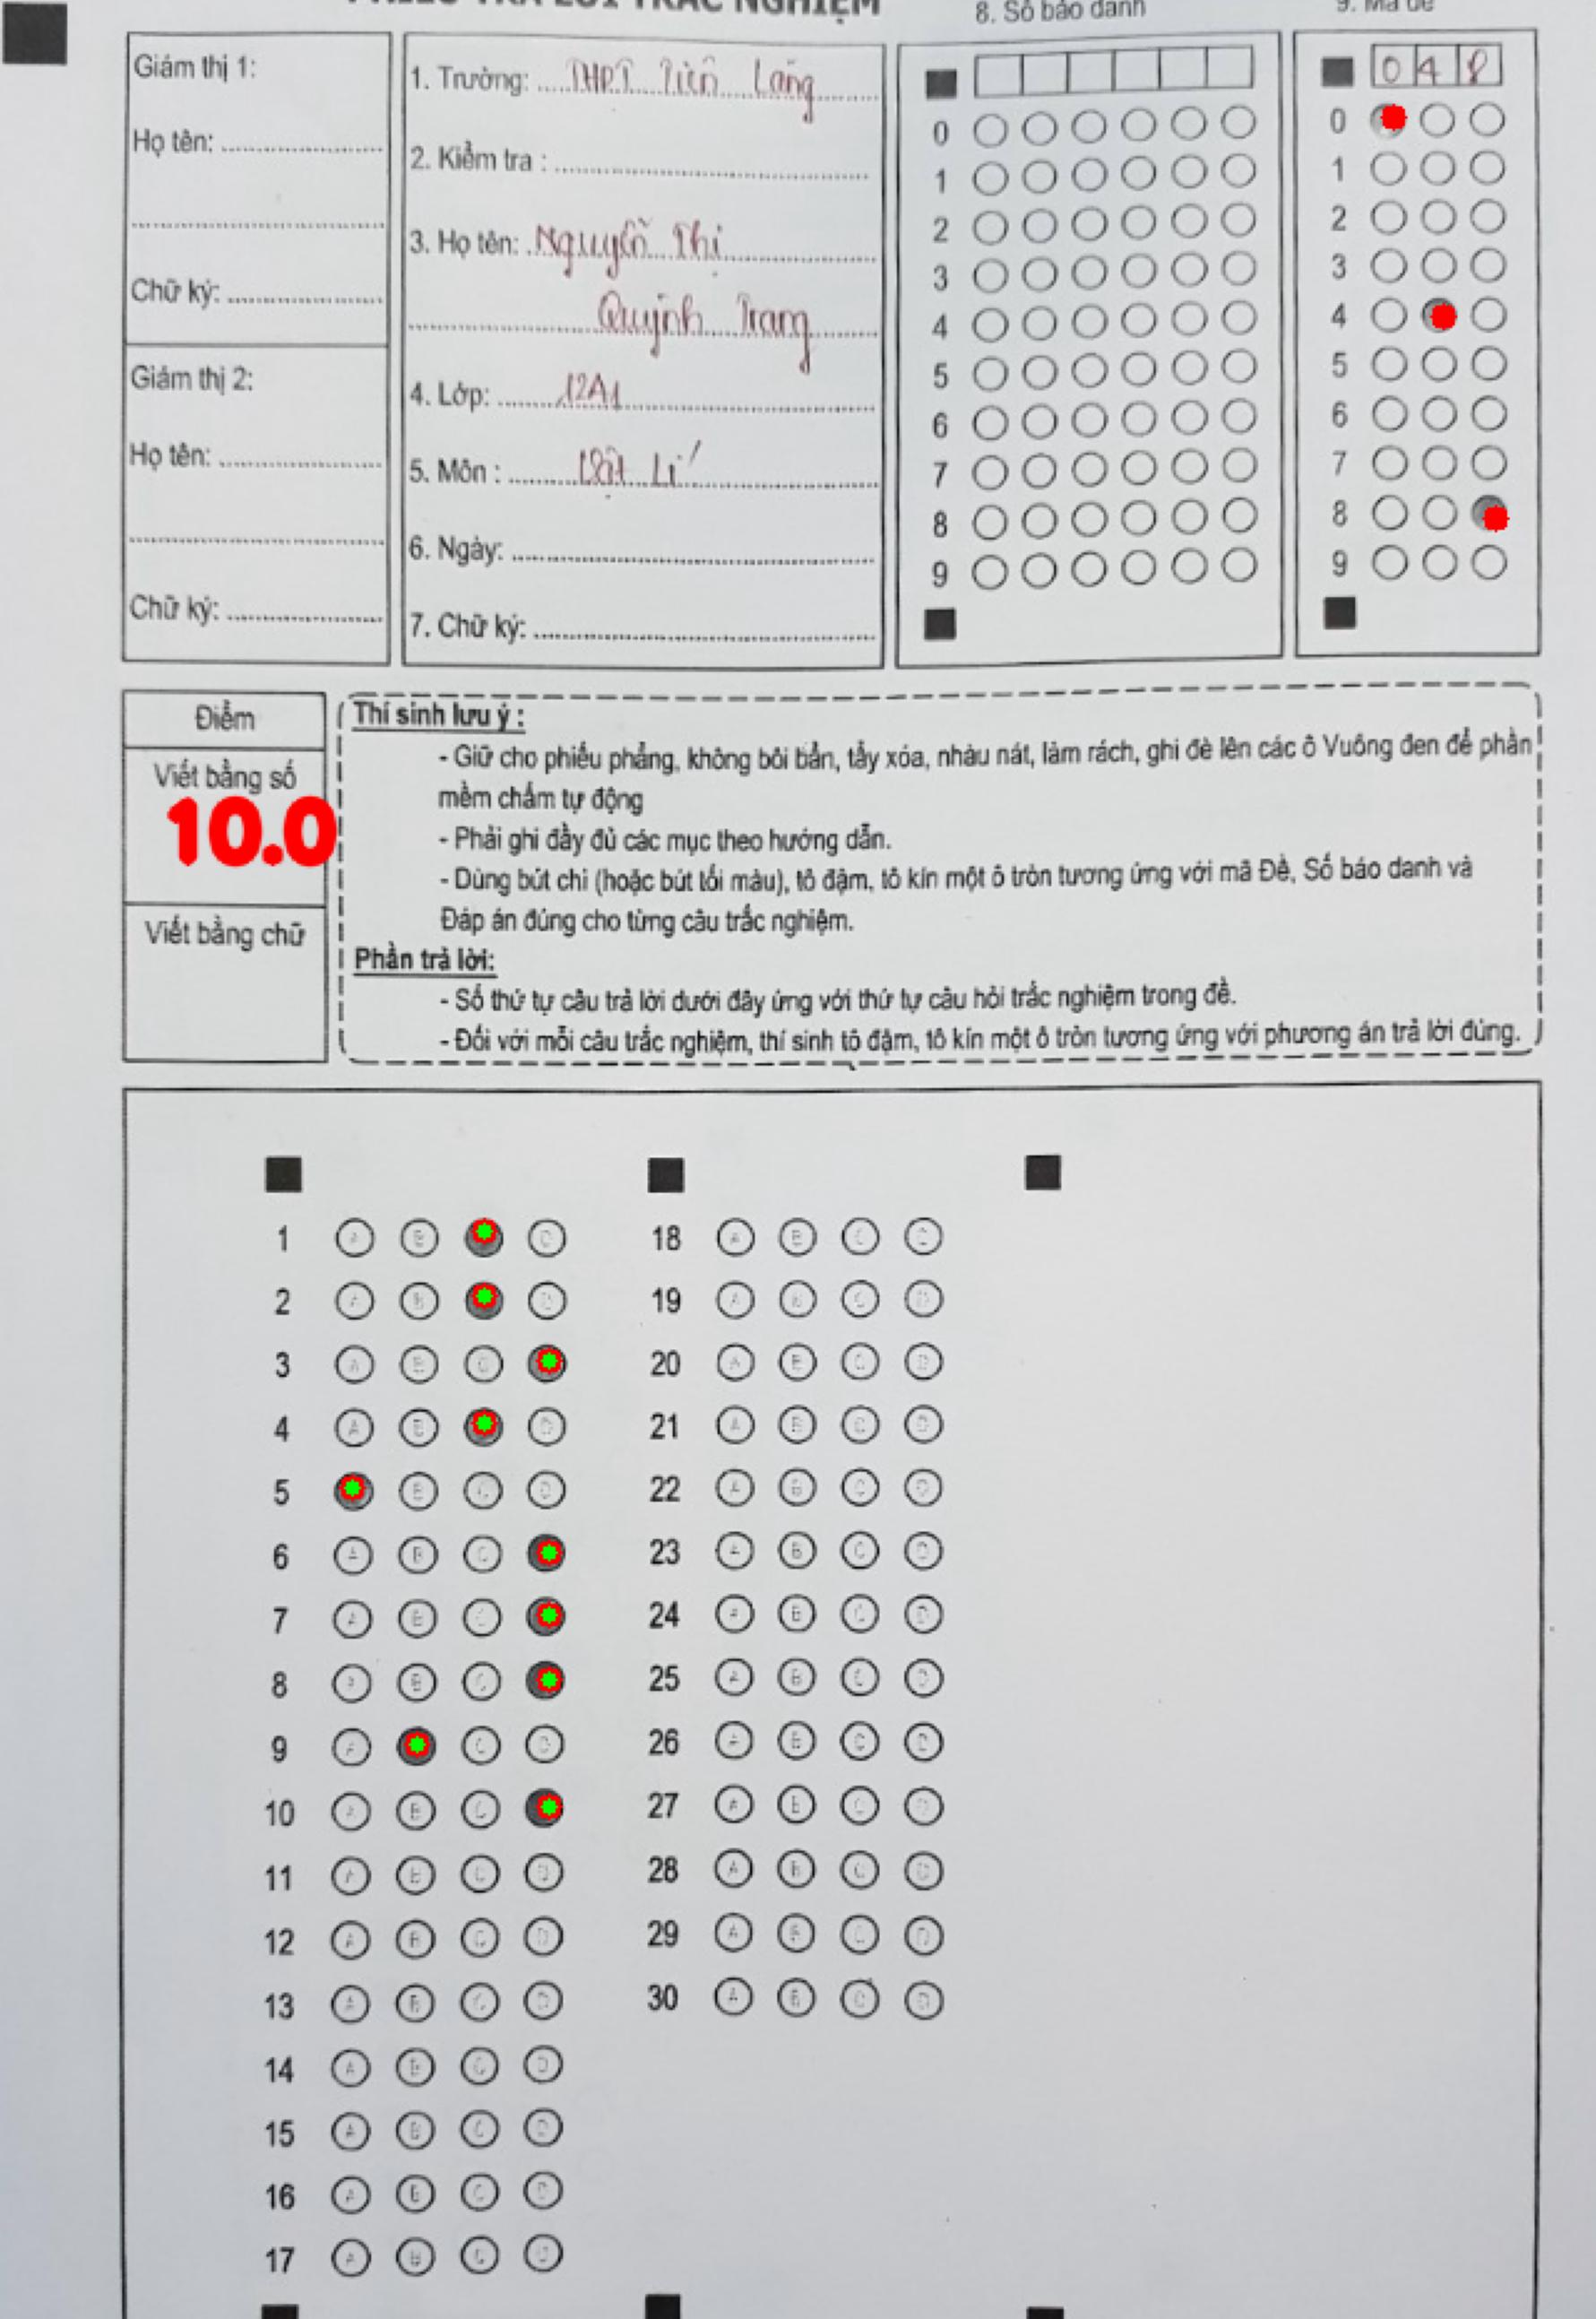 PHIẾU TRẢ LỜI TRẮC NGHIỆM
8. Số báo danh
9. Mã đề
Giám thị 1:
Họ tên:
Chữ ký:
Giám thị 2:
Họ tên:
Chữ ký:
1. Trường: THPT Tiên Lãng
2. Kiểm tra :
3. Họ tên: Nguyễn Thị
Quỳnh Trang
4. Lớp: 12A1
5. Môn : Vật Lí
6. Ngày:
7. Chữ ký:
0
1
2
3
4
5
6
7
8
9
0 4 8
0
1
2
3
4
5
6
7
8
9
Điểm
Viết bằng số
10.0
Viết bằng chữ
Thí sinh lưu ý :
- Giữ cho phiếu phẳng, không bôi bẩn, tẩy xóa, nhàu nát, làm rách, ghi đè lên các ô Vuông đen để phần
mềm chấm tự động
- Phải ghi đầy đủ các mục theo hướng dẫn.
- Dùng bút chì (hoặc bút tối màu), tô đậm, tô kín một ô tròn tương ứng với mã Đề, Số báo danh và
Đáp án đúng cho từng câu trắc nghiệm.
Phần trả lời:
- Số thứ tự câu trả lời dưới đây ứng với thứ tự câu hỏi trắc nghiệm trong đề.
- Đối với mỗi câu trắc nghiệm, thí sinh tô đậm, tô kín một ô tròn tương ứng với phương án trả lời đúng.
1
2
3
4
5
6
7
8
9
10
11
12
13
14
15
16
17
18
19
20
21
22
23
24
25
26
27
28
29
30